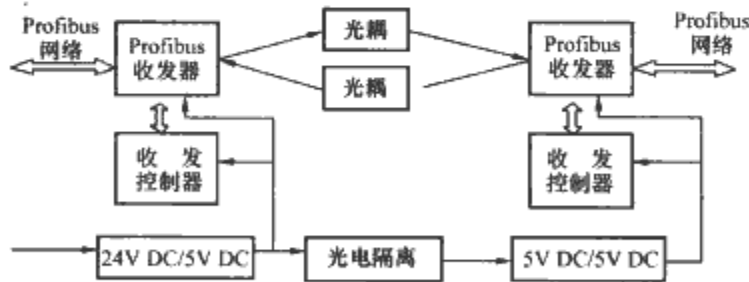 Profibus
网络
Profibus
收发器
光耦
光耦
Profibus
收发器
Profibus
网络
收 发
控制器
收 发
控制器
24V DC/5V DC
光电隔离
5V DC/5V DC